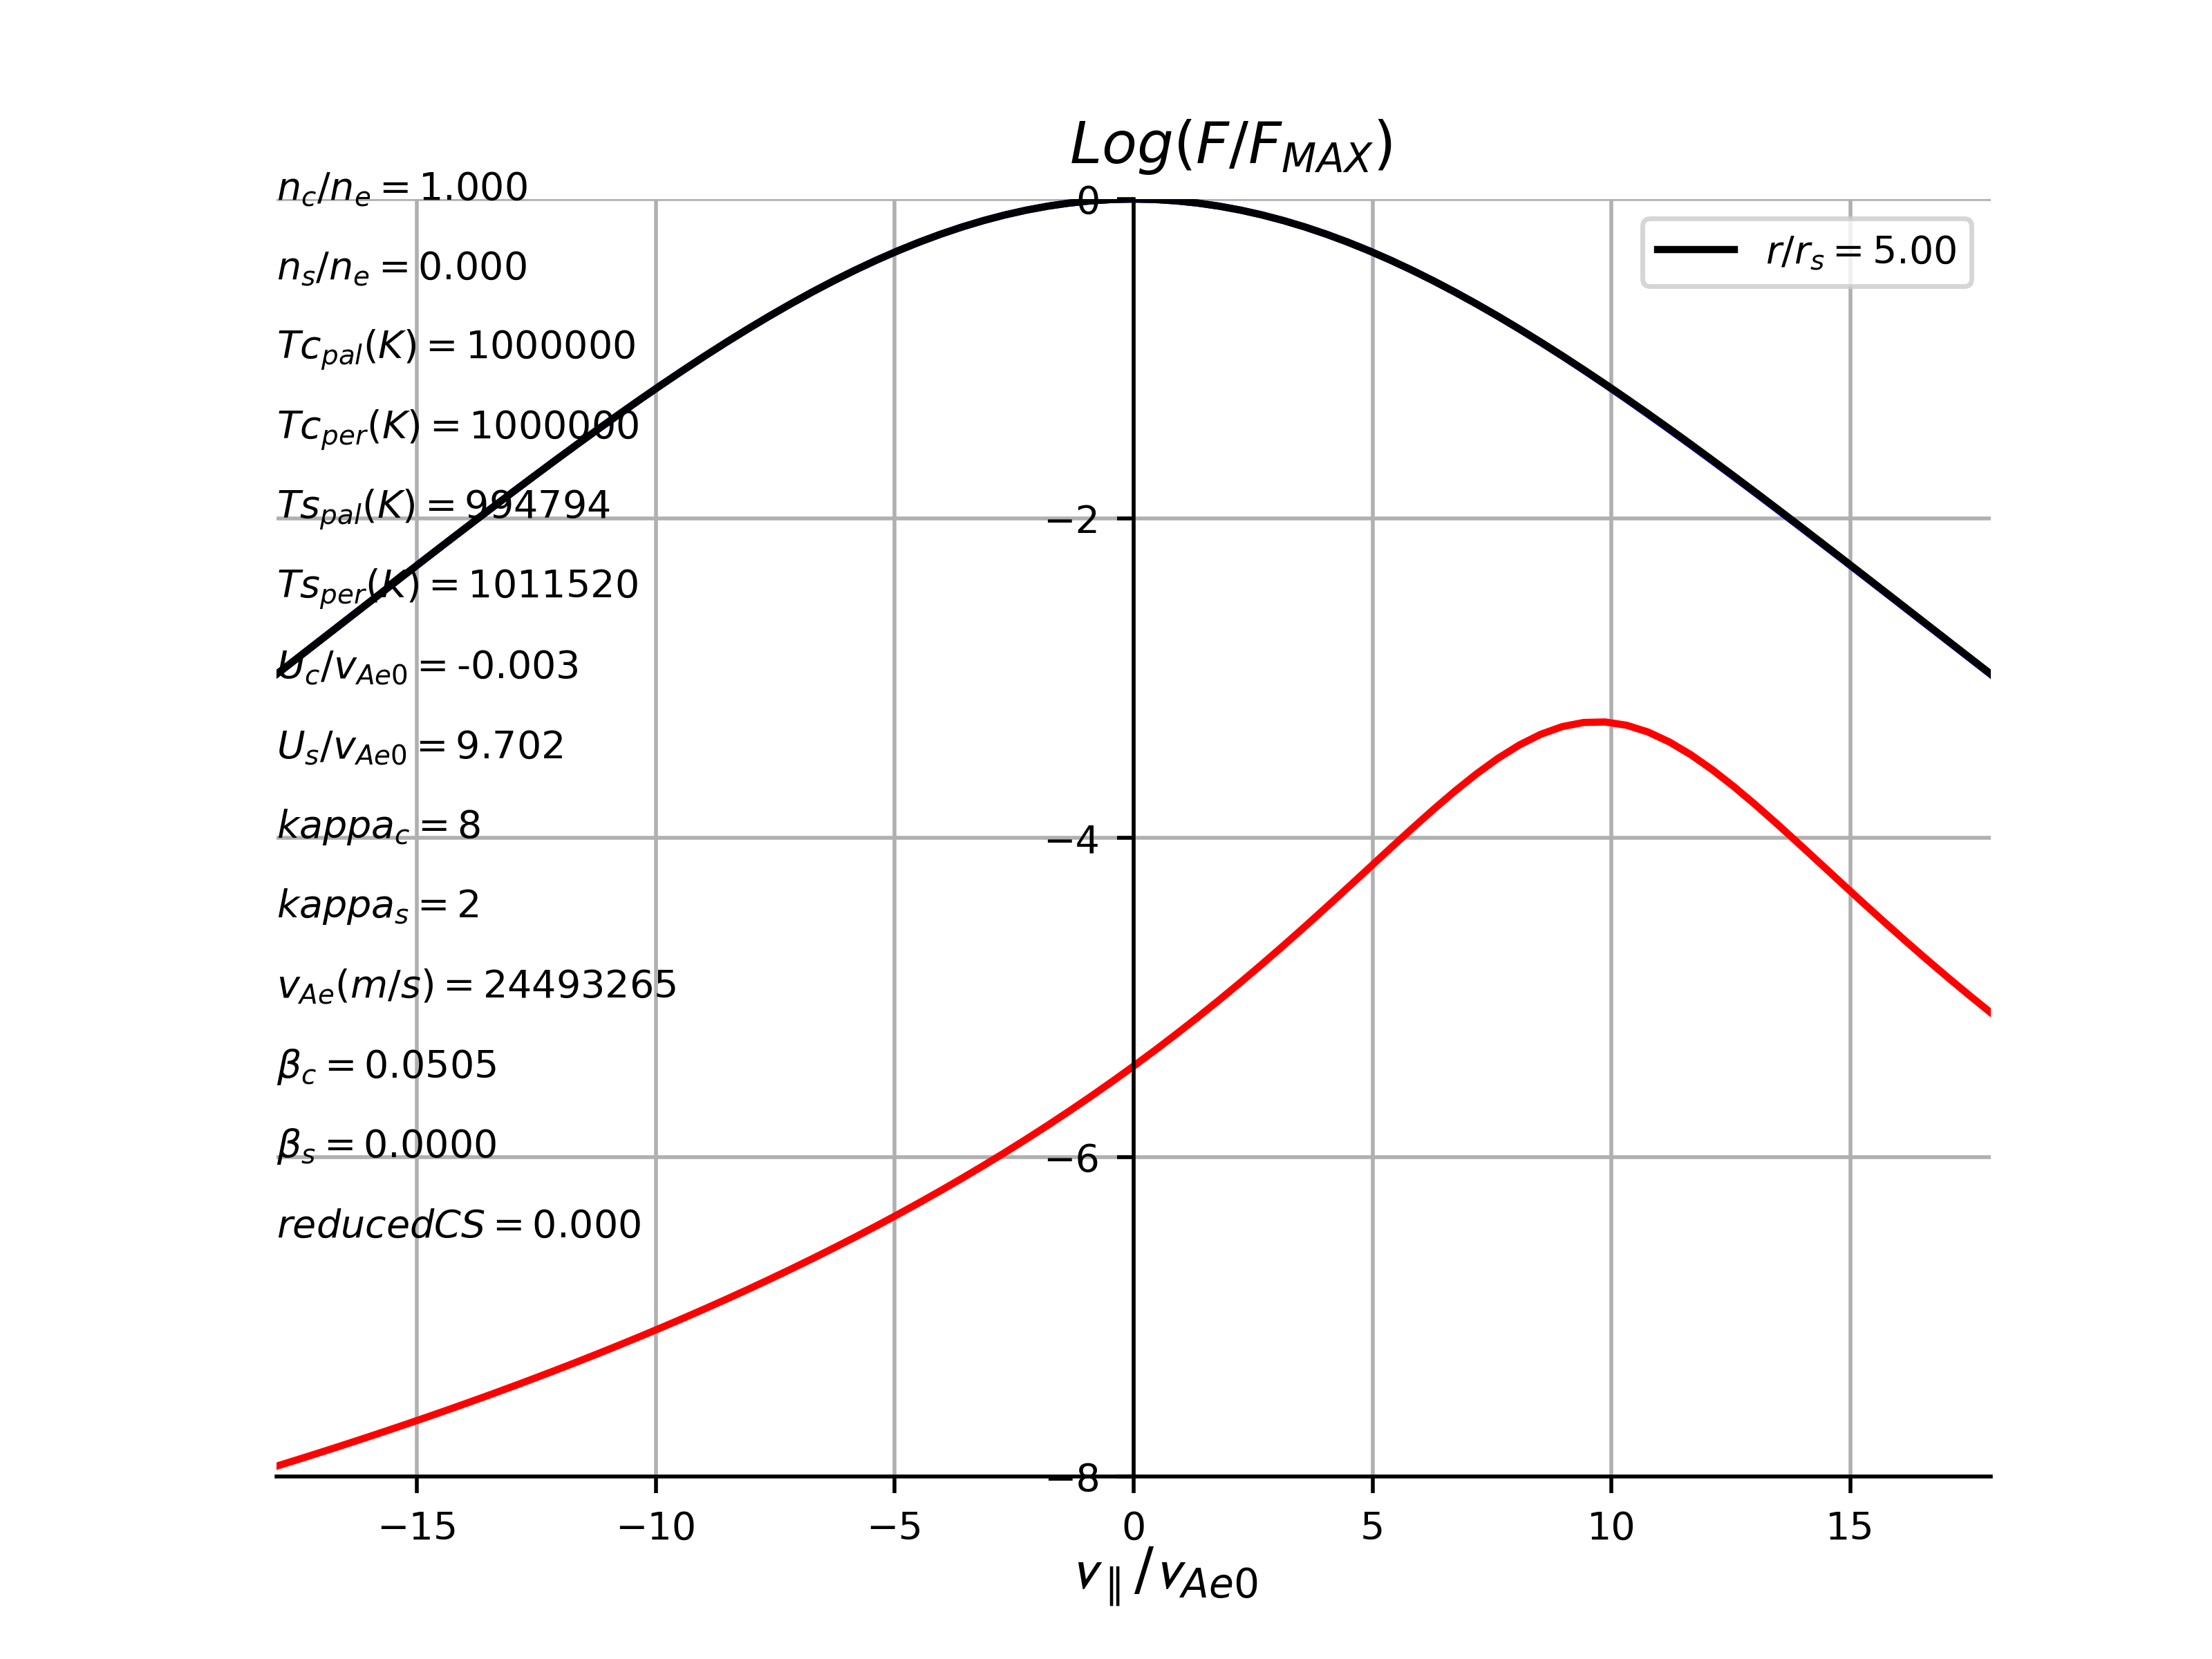 Log(F/F_MAX)
n_c/n_e = 1.000
n_s/n_e = 0.000
Tc_pal(K) = 1000000
Tc_per(K) = 1000000
Ts_pal(K) = 994794
Ts_per(K) = 1011520
U_c/v_Ae0 = -0.003
U_s/v_Ae0 = 9.702
kappa_c = 8
kappa_s = 2
v_Ae(m/s) = 24493265
β_c = 0.0505
β_s = 0.0000
reducedCS = 0.000
r/r_s = 5.00
0
−2
−4
−6
−8
−15 −10 −5 0 5 10 15
v_∥/v_Ae0